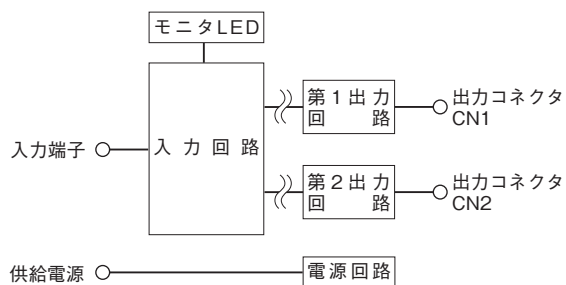 モニタLED
入力端子
入力回路
第1出力
回路
出力コネクタ
CN1
第2出力
回路
出力コネクタ
CN2
供給電源
電源回路